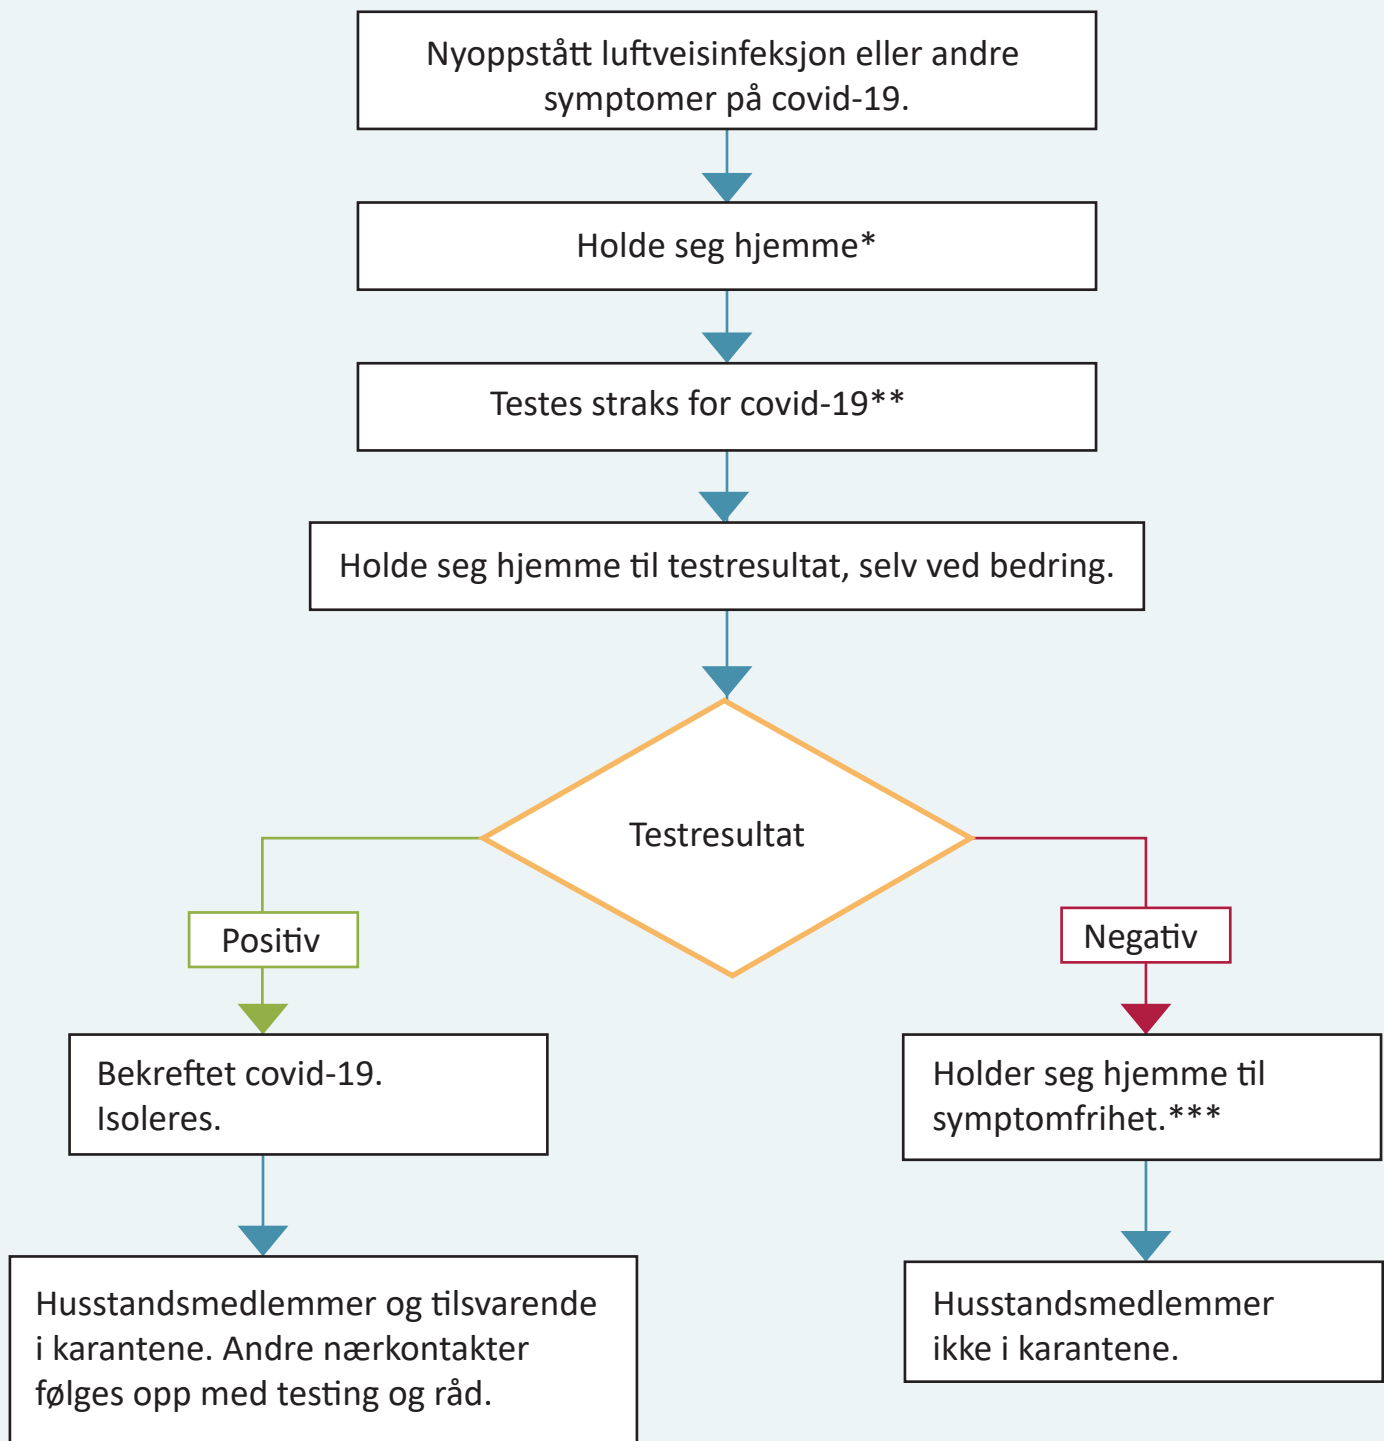 Nyoppstått luftveisinfeksjon eller andre
symptomer på covid-19.
Holde seg hjemme*
Testes straks for covid-19**
Holde seg hjemme til testresultat, selv ved bedring.
Testresultat
Positiv
Negativ
Bekreftet covid-19.
Isoleres.
Holder seg hjemme til
symptomfrihet.***
Husstandsmedlemmer og tilsvarende
i karantene. Andre nærkontakter
følges opp med testing og råd.
Husstandsmedlemmer
ikke i karantene.